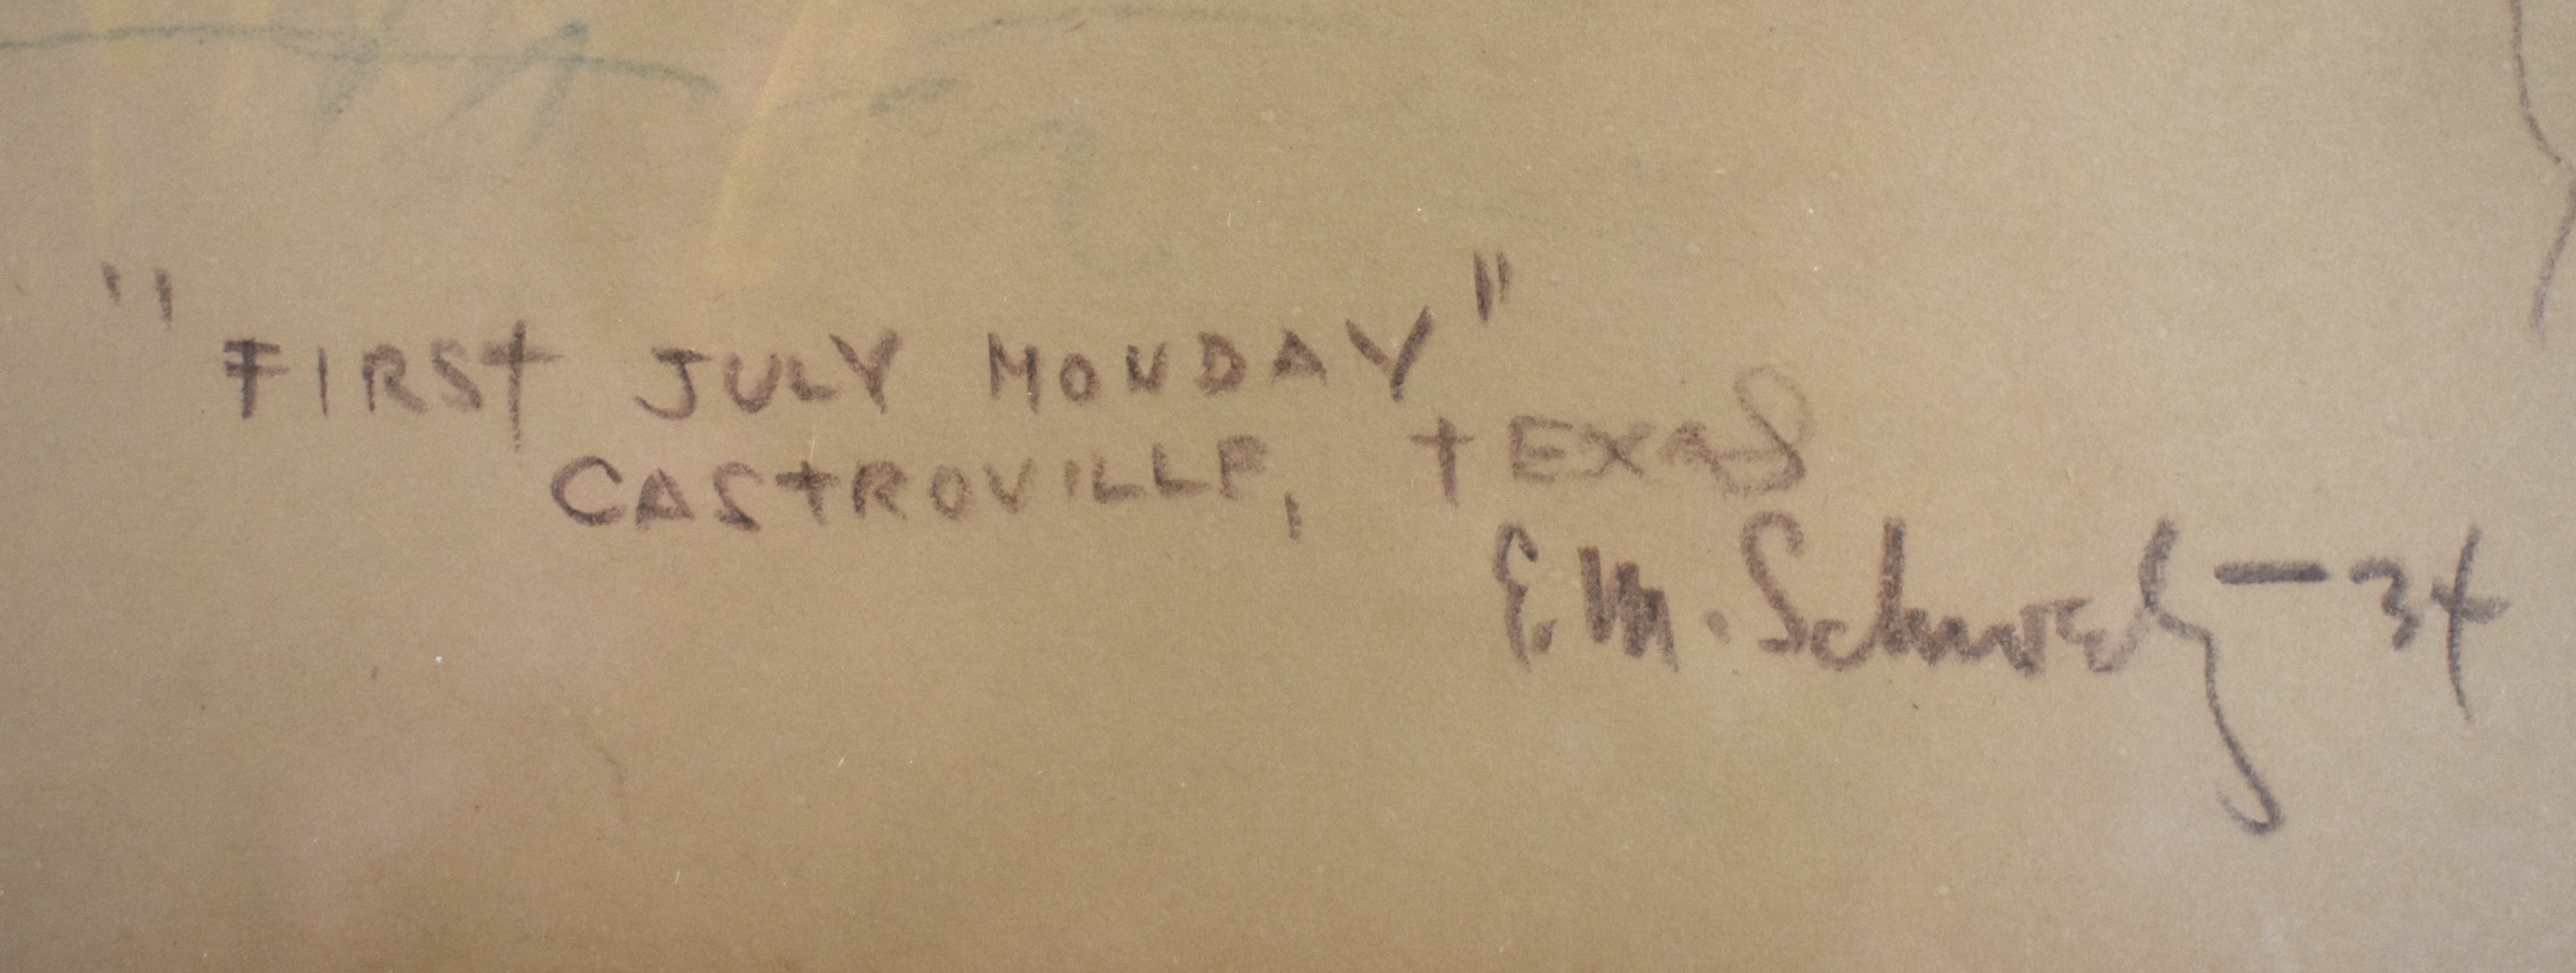 "FIRST JULY MONDAY"
CASTROVILLE, TEXAS
E. M. Schiwetz - 34